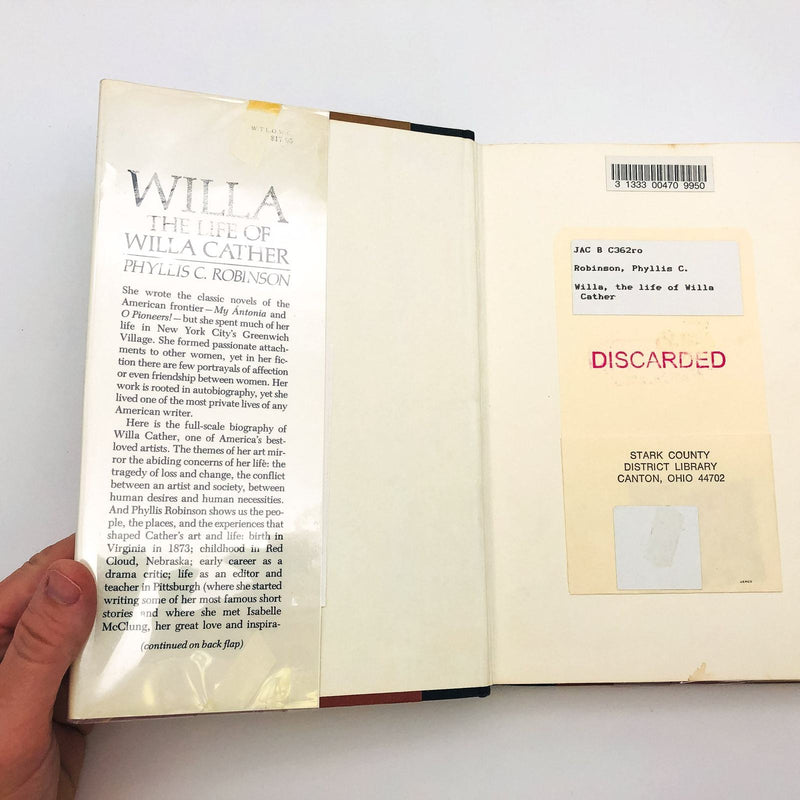 $17.95
WILLA
THE LIFE OF
WILLA CATHER
PHYLLIS C. ROBINSON
She wrote the classic novels of the
American frontier—My Ántonia and
O Pioneers!—but she spent much of her
life in New York City's Greenwich
Village. She formed passionate attach-
ments to other women, yet in her fic-
tion there are few portrayals of affection
or even friendship between women. Her
work is rooted in autobiography, yet she
lived one of the most private lives of any
American writer.
Here is the full-scale biography of
Willa Cather, one of America's best-
loved artists. The themes of her art mir-
ror the abiding concerns of her life: the
tragedy of loss and change, the conflict
between an artist and society, between
human desires and human necessities.
And Phyllis Robinson shows us the peo-
ple, the places, and the experiences that
shaped Cather's art and life: birth in
Virginia in 1873; childhood in Red
Cloud, Nebraska; early career as a
drama critic; life as an editor and
teacher in Pittsburgh (where she started
writing some of her most famous short
stories and where she met Isabelle
McClung, her great love and inspira-
(continued on back flap)
3 1333 00470 9950
JAC B C362ro
Robinson, Phyllis C.
Willa, the life of Willa
Cather
DISCARDED
STARK COUNTY
DISTRICT LIBRARY
CANTON, OHIO 44702